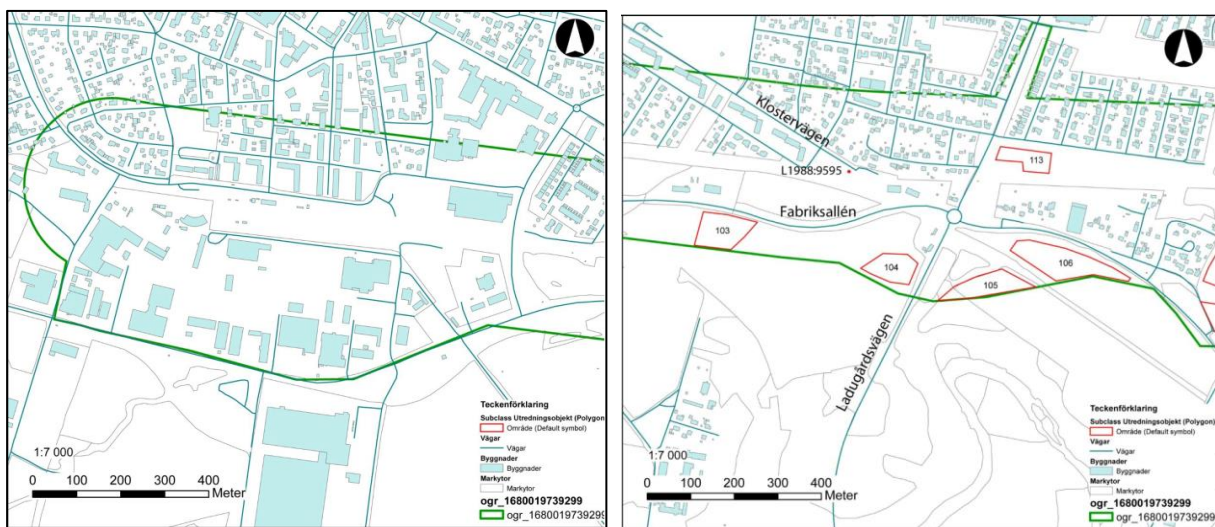 Teckenförklaring
Subclass Utredningsobjekt (Polygon)
Område (Default symbol)
Vägar
Vägar
Byggnader
Byggnader
Markytor
Markytor
ogr_1680019739299
ogr_1680019739299
1:7 000
0 100 200 300 400
Meter
Klostervägen
113
L1988:9595
Fabriksallén
103
104
106
105
Ladugårdsvägen
Teckenförklaring
Subclass Utredningsobjekt (Polygon)
Område (Default symbol)
Vägar
Vägar
Byggnader
Byggnader
Markytor
Markytor
ogr_1680019739299
ogr_1680019739299
1:7 000
0 100 200 300 400
Meter